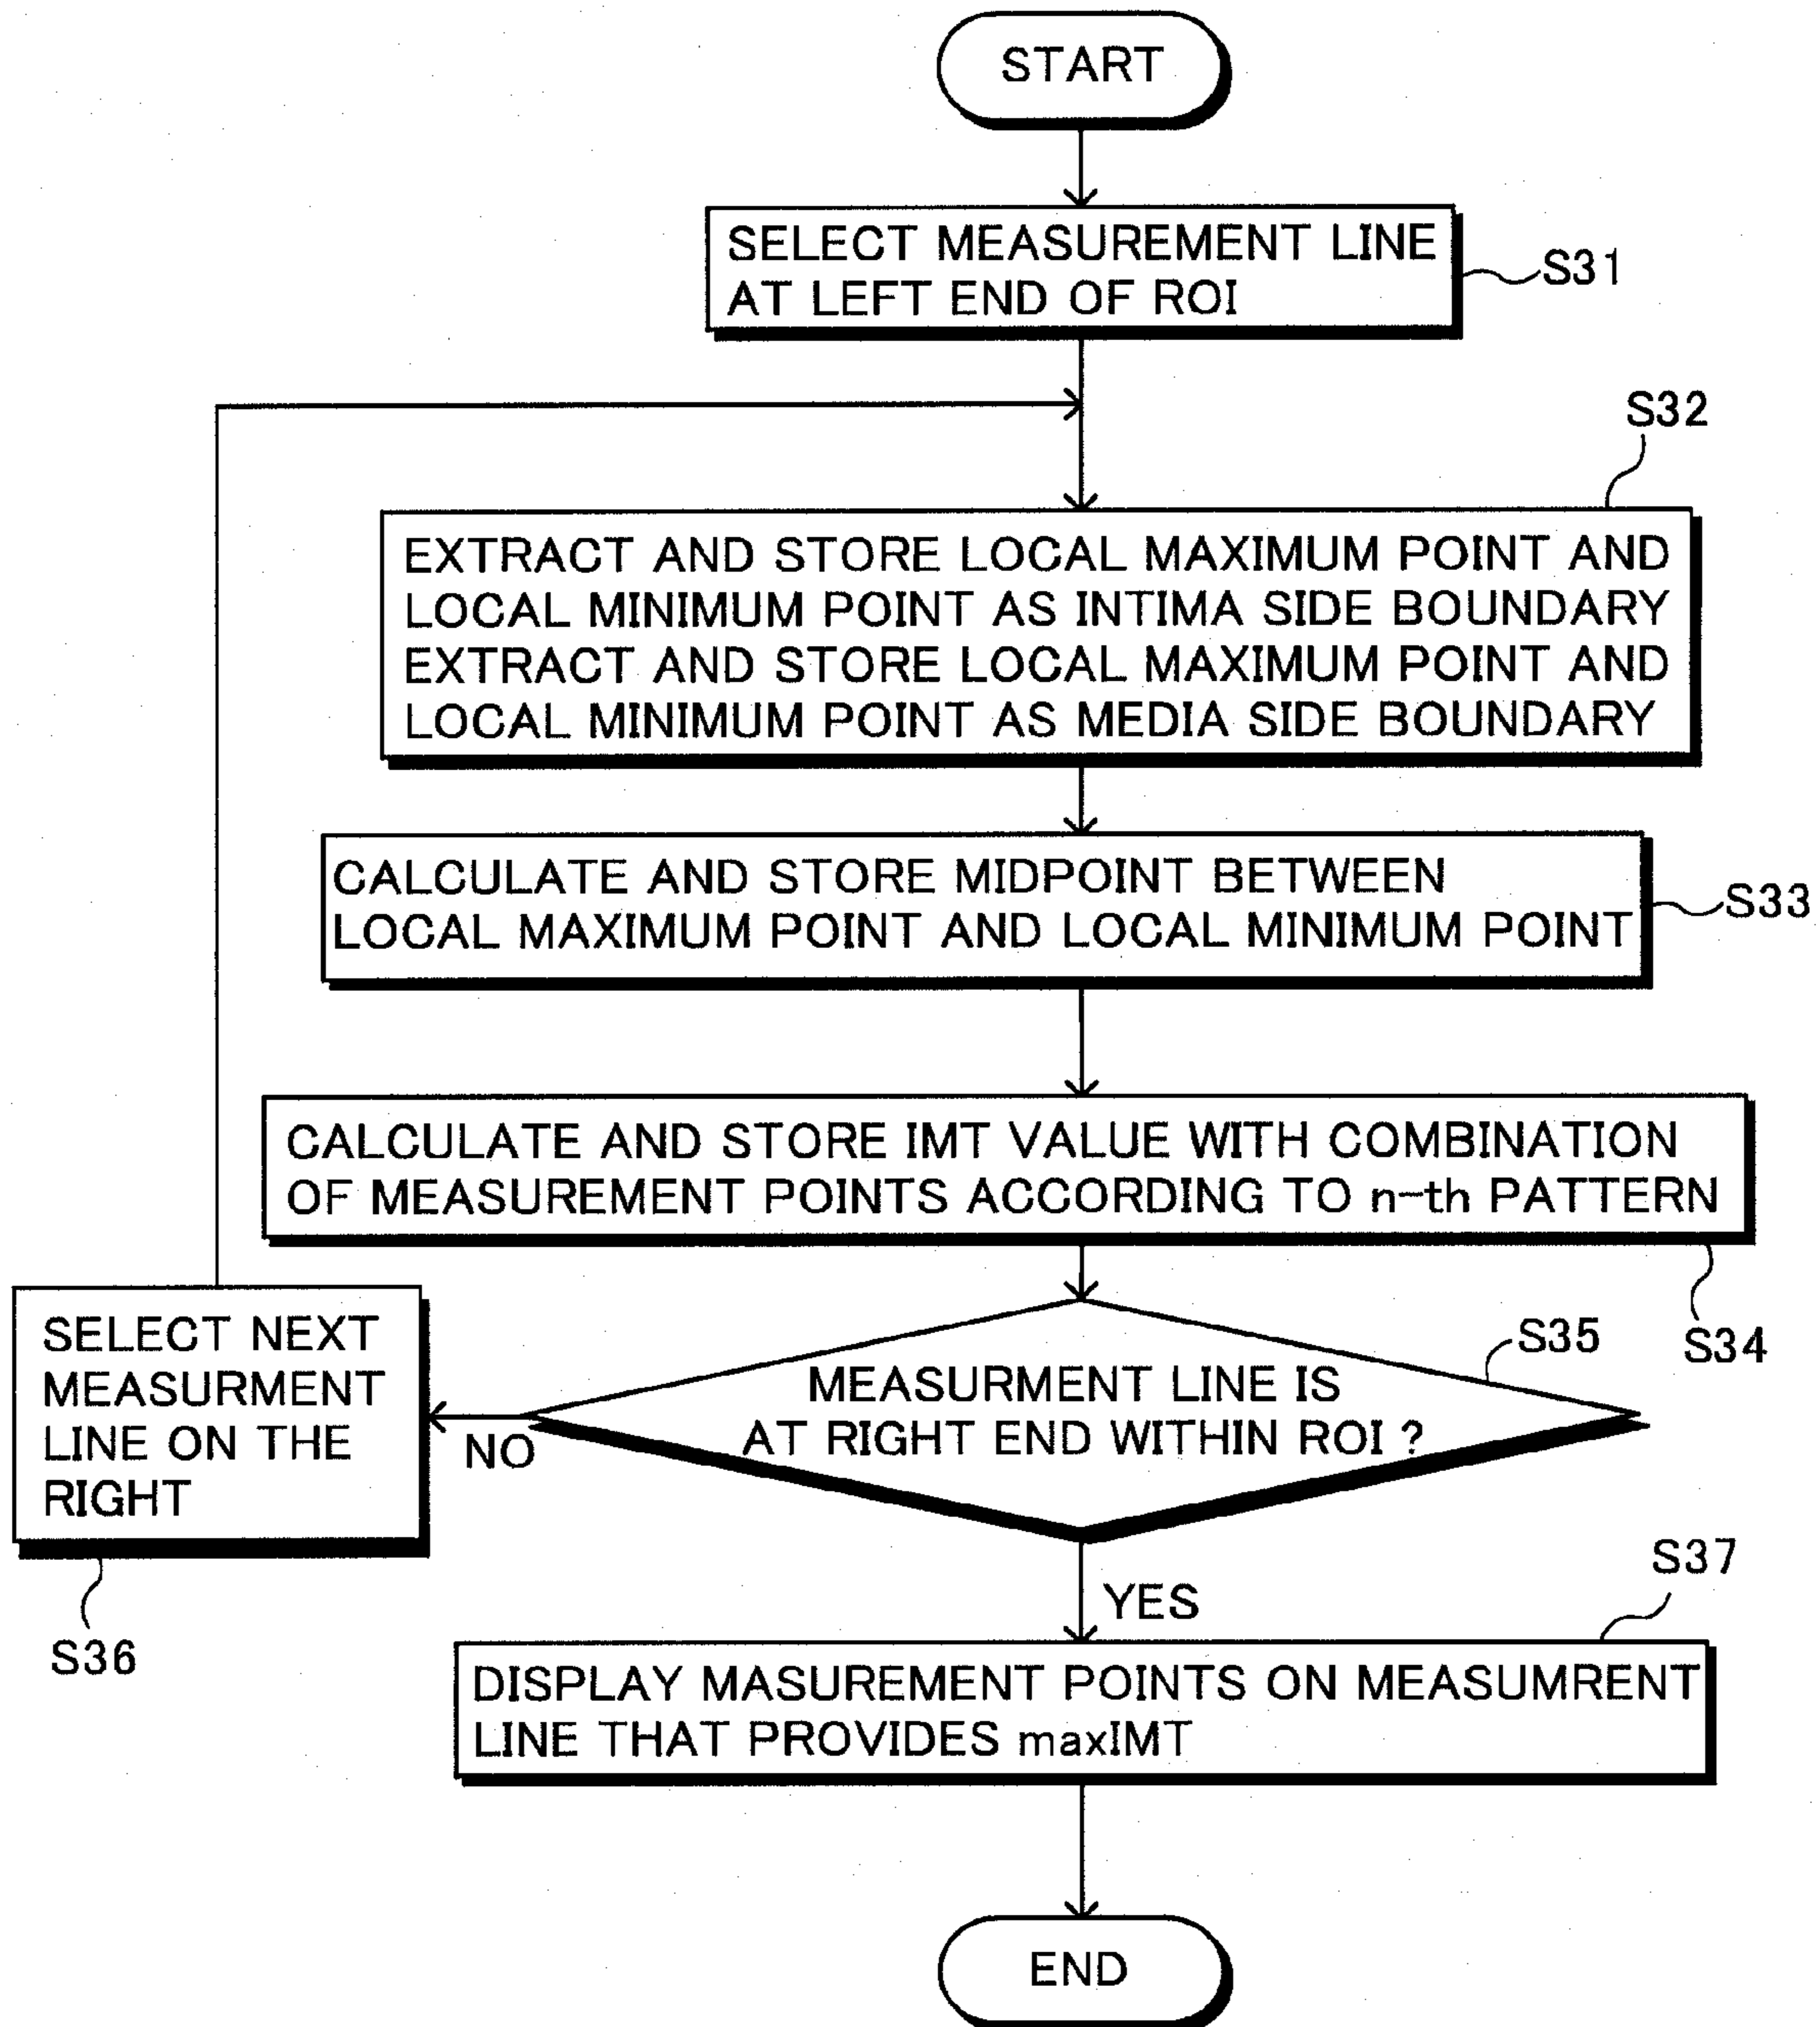 START
SELECT MEASUREMENT LINE
AT LEFT END OF ROI
S31
S32
EXTRACT AND STORE LOCAL MAXIMUM POINT AND
LOCAL MINIMUM POINT AS INTIMA SIDE BOUNDARY
EXTRACT AND STORE LOCAL MAXIMUM POINT AND
LOCAL MINIMUM POINT AS MEDIA SIDE BOUNDARY
CALCULATE AND STORE MIDPOINT BETWEEN
LOCAL MAXIMUM POINT AND LOCAL MINIMUM POINT
S33
CALCULATE AND STORE IMT VALUE WITH COMBINATION
OF MEASUREMENT POINTS ACCORDING TO n-th PATTERN
S34
S35
MEASURMENT LINE IS
AT RIGHT END WITHIN ROI ?
NO
SELECT NEXT
MEASURMENT
LINE ON THE
RIGHT
S36
YES
S37
DISPLAY MASUREMENT POINTS ON MEASUMRENT
LINE THAT PROVIDES maxIMT
END